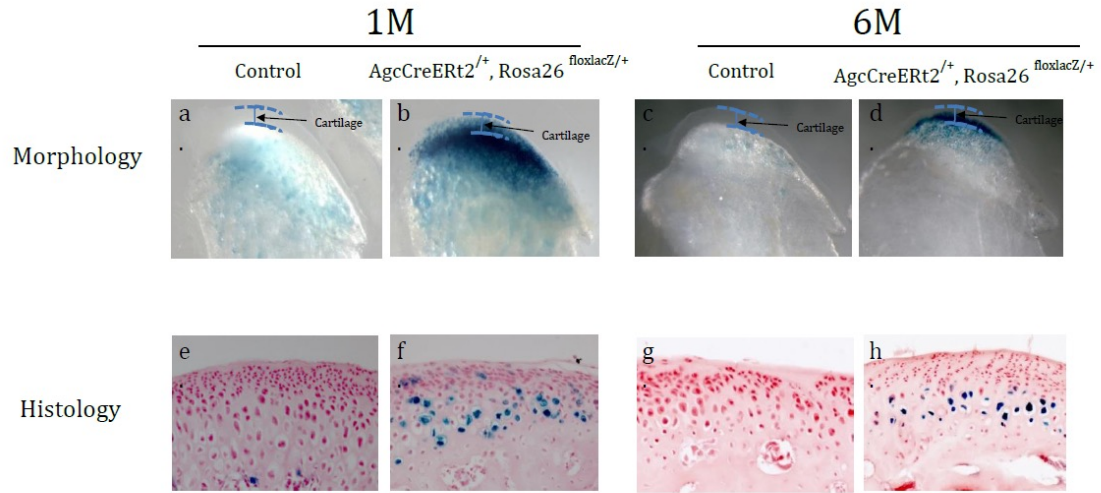 1M 6M
Control AgcCreERt2/+, Rosa26 floxlacZ/+ Control AgcCreERt2/+, Rosa26 floxlacZ/+
Morphology
a Cartilage b Cartilage c Cartilage d Cartilage
Histology
e f g h